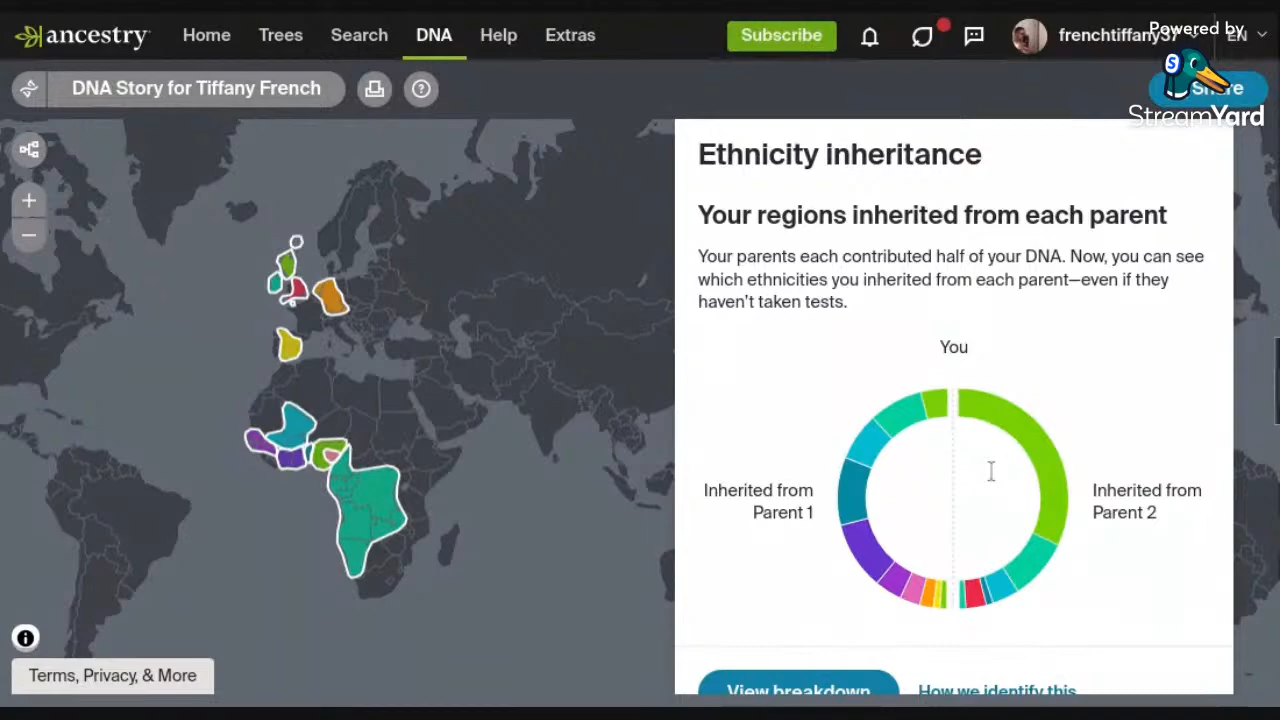 ancestry Home Trees Search DNA Help Extras Subscribe frenchtiffany37 EN
Powered by
StreamYard
DNA Story for Tiffany French
Share
Ethnicity inheritance
Your regions inherited from each parent
Your parents each contributed half of your DNA. Now, you can see
which ethnicities you inherited from each parent—even if they
haven't taken tests.
You
Inherited from
Parent 1
Inherited from
Parent 2
View breakdown
How we identify this
Terms, Privacy, & More